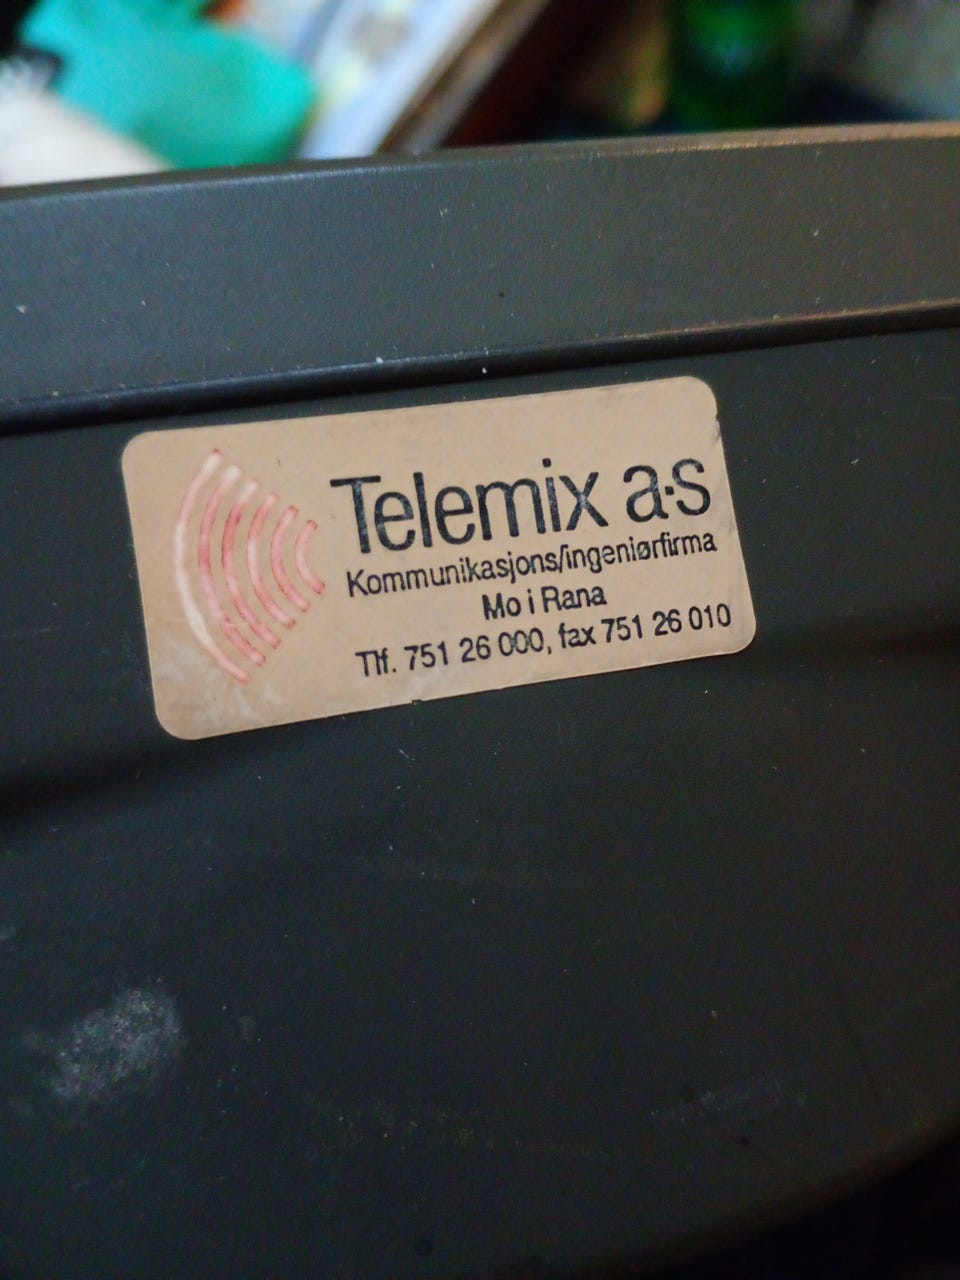 Telemix a·s
Kommunikasjons/ingeniørfirma
Mo i Rana
Tlf. 751 26 000, fax 751 26 010